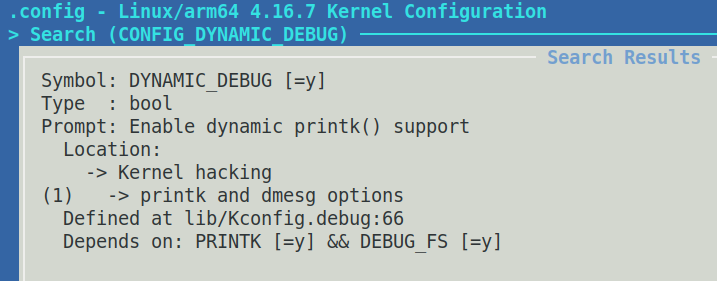 .config - Linux/arm64 4.16.7 Kernel Configuration
> Search (CONFIG_DYNAMIC_DEBUG)
Search Results
Symbol: DYNAMIC_DEBUG [=y]
Type  : bool
Prompt: Enable dynamic printk() support
  Location:
    -> Kernel hacking
(1)   -> printk and dmesg options
  Defined at lib/Kconfig.debug:66
  Depends on: PRINTK [=y] && DEBUG_FS [=y]